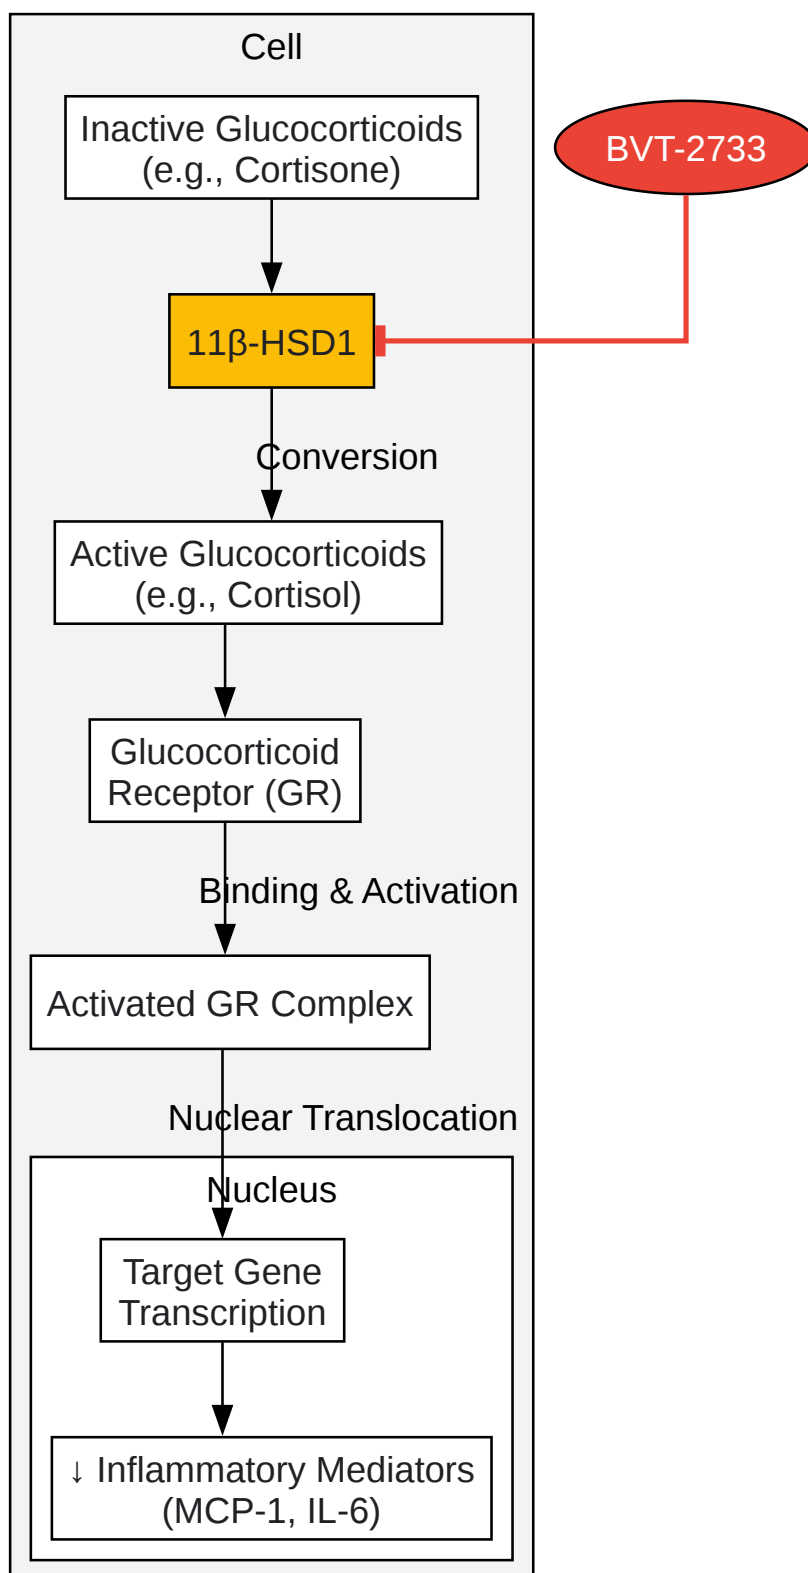 Cell
Inactive Glucocorticoids
(e.g., Cortisone)
BVT-2733
11β-HSD1
Conversion
Active Glucocorticoids
(e.g., Cortisol)
Glucocorticoid
Receptor (GR)
Binding & Activation
Activated GR Complex
Nuclear Translocation
Nucleus
Target Gene
Transcription
↓ Inflammatory Mediators
(MCP-1, IL-6)